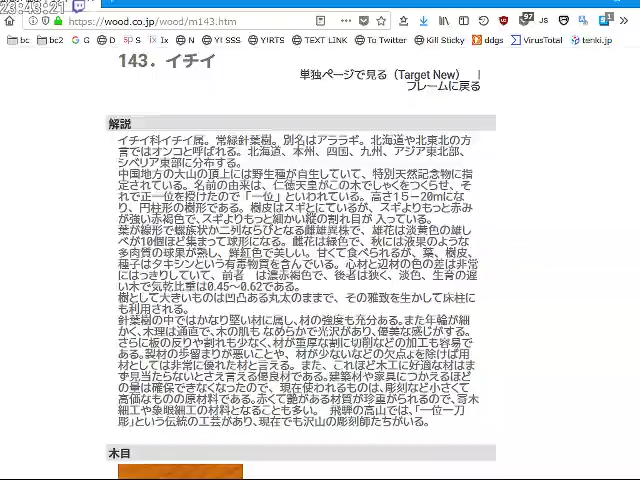 23:43:21
https://wood.co.jp/wood/m143.htm
97
JS
1
bc
bc2
G
D
S
Ix
Ix
N
Y! SSS
Y!RTS
TEXT LINK
To Twitter
Kill Sticky
ddgs
VirusTotal
tenki.jp
143．イチイ
単独ページで見る（Target New）　|
フレームに戻る
解説
イチイ科イチイ属。常緑針葉樹。別名はアララギ。北海道や北東北の方
言ではオンコと呼ばれる。北海道、本州、四国、九州、アジア東北部、
シベリア東部に分布する。
中国地方の大山の頂上には野生種が自生していて、特別天然記念物に指
定されている。名前の由来は、仁徳天皇がこの木でしゃくをつくらせ、そ
れで正一位を授けたので「一位」といわれている。高さ１５－20mにな
り、円柱形の樹形である。樹皮はスギとにているが、スギよりもっと赤み
が強い赤褐色で、スギよりもっと細かい縦の割れ目が 入っている。
葉が線形で螺旋状が二列ならびとなる雌雄異株で、雄花は淡黄色の雄し
べが10個ほど集まって球形になる。雌花は緑色で、秋には液果のような
多肉質の球果が熟し、鮮紅色で美しい。甘くて食べられるが、葉、樹皮、
種子はタキシンという有毒物質を含んでいる。心材と辺材の色の差は非常
にはっきりしていて、前者　は濃赤褐色で、後者は狭く、淡色、生育の遅
い木で気乾比重は0.45～0.62である。
樹として大きいものは凹凸ある丸太のままで、その雅致を生かして床柱に
も利用される。
針葉樹の中ではかなり堅い材に属し、材の強度も充分ある。また年輪が細
かく、木理は通直で、木の肌も なめらかで光沢があり、優美な感じがする。
さらに板の反りや割れも少なく、材が重厚な割に切削などの加工も容易で
ある。製材の歩留まりが悪いことや、 材が少ないなどの欠点ょを除けば用
材としては非常に優れた材と言える。 また、これほど木工に好適な材はま
ず見当たらないとさえ言える優良材である。建築材や家具につかえるほど
の量は確保できなくなったので、 現在使われるものは、彫刻など小さくて
高価なものの原材料である。赤くて艶がある材質が珍重がられるので、寄木
細工や象眼細工の材料となることも多い。　飛騨の高山では、「一位一刀
彫」という伝統の工芸があり、現在でも沢山の彫刻師たちがいる。
木目